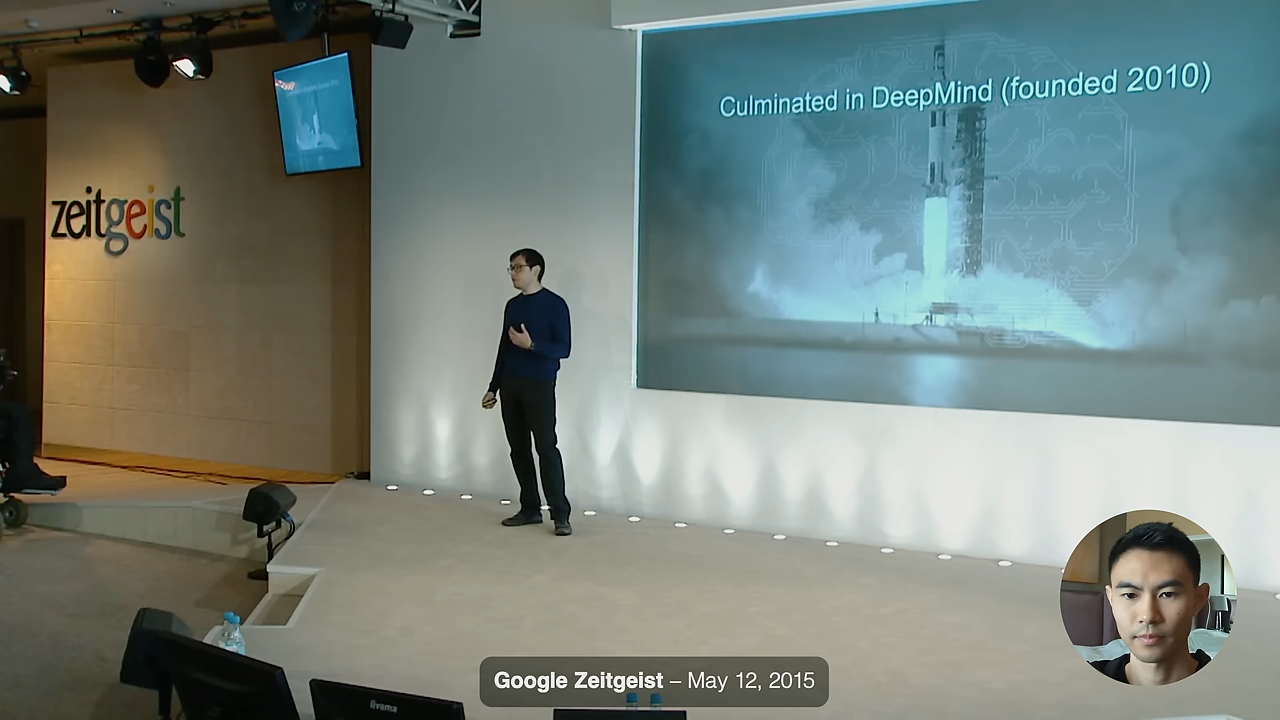 Culminated in DeepMind (founded 2010)
zeitgeist
Google Zeitgeist – May 12, 2015
iiyama